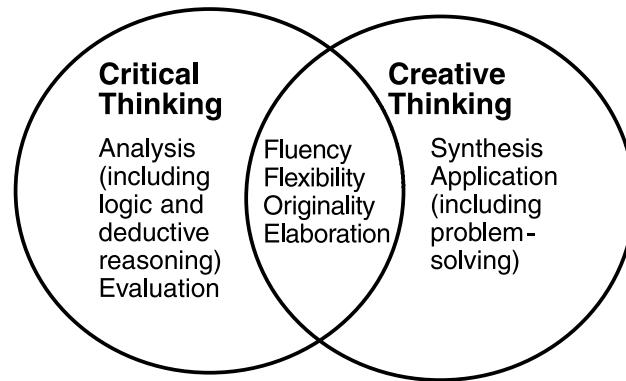 Critical
Thinking
Analysis
(including
logic and
deductive
reasoning)
Evaluation
Fluency
Flexibility
Originality
Elaboration
Creative
Thinking
Synthesis
Application
(including
problem-
solving)